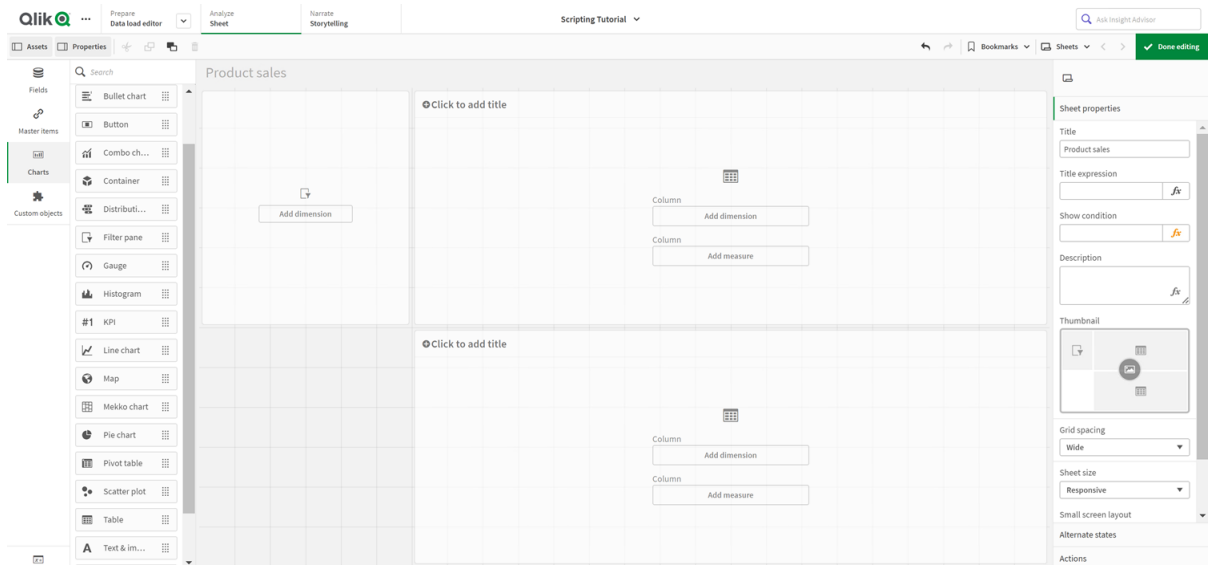 Qlik
Prepare
Data load editor
Analyze
Sheet
Narrate
Storytelling
Scripting Tutorial
Ask Insight Advisor
Assets
Properties
Bookmarks
Sheets
Done editing
Fields
Master items
Charts
Custom objects
Search
Bullet chart
Button
Combo ch...
Container
Distributi...
Filter pane
Gauge
Histogram
#1 KPI
Line chart
Map
Mekko chart
Pie chart
Pivot table
Scatter plot
Table
A Text & im...
Product sales
Add dimension
Click to add title
Column
Add dimension
Column
Add measure
Click to add title
Column
Add dimension
Column
Add measure
Sheet properties
Title
Product sales
Title expression
fx
Show condition
fx
Description
fx
Thumbnail
Grid spacing
Wide
Sheet size
Responsive
Small screen layout
Alternate states
Actions